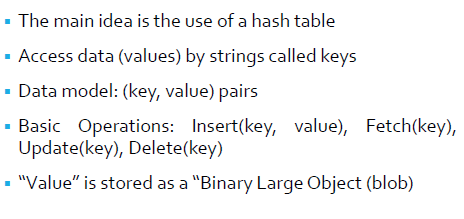 ▪ The main idea is the use of a hash table
▪ Access data (values) by strings called keys
▪ Data model: (key, value) pairs
▪ Basic Operations: Insert(key, value), Fetch(key),
Update(key), Delete(key)
▪ “Value” is stored as a “Binary Large Object (blob)